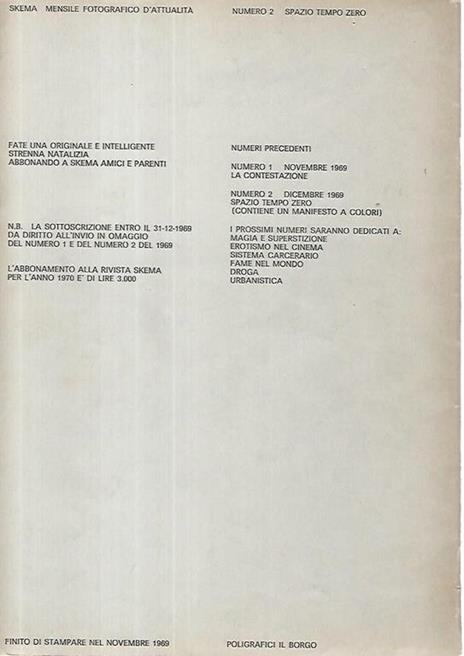 SKEMA MENSILE FOTOGRAFICO D'ATTUALITÀ
NUMERO 2 SPAZIO TEMPO ZERO
FATE UNA ORIGINALE E INTELLIGENTE
STRENNA NATALIZIA
ABBONANDO A SKEMA AMICI E PARENTI
N.B. LA SOTTOSCRIZIONE ENTRO IL 31-12-1969
DA DIRITTO ALL'INVIO IN OMAGGIO
DEL NUMERO 1 E DEL NUMERO 2 DEL 1969
L'ABBONAMENTO ALLA RIVISTA SKEMA
PER L'ANNO 1970 E' DI LIRE 3.000
NUMERI PRECEDENTI
NUMERO 1 NOVEMBRE 1969
LA CONTESTAZIONE
NUMERO 2 DICEMBRE 1969
SPAZIO TEMPO ZERO
(CONTIENE UN MANIFESTO A COLORI)
I PROSSIMI NUMERI SARANNO DEDICATI A:
MAGIA E SUPERSTIZIONE
EROTISMO NEL CINEMA
SISTEMA CARCERARIO
FAME NEL MONDO
DROGA
URBANISTICA
FINITO DI STAMPARE NEL NOVEMBRE 1969
POLIGRAFICI IL BORGO